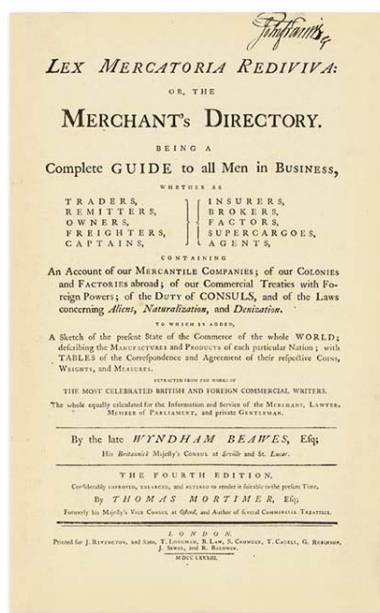 LEX MERCATORIA REDIVIVA:
OR, THE
MERCHANT's DIRECTORY.
BEING A
Complete GUIDE to all Men in BUSINESS,
WHETHER AS
TRADERS,
REMITTERS,
OWNERS,
FREIGHTERS,
CAPTAINS,
INSURERS,
BROKERS,
FACTORS,
SUPERCARGOES,
AGENTS,
CONTAINING
An Account of our MERCANTILE COMPANIES; of our COLONIES
and FACTORIES abroad; of our Commercial Treaties with Fo-
reign Powers; of the DUTY of CONSULS, and of the Laws
concerning Aliens, Naturalization, and Denization.
TO WHICH IS ADDED,
A Sketch of the preſent State of the Commerce of the whole WORLD;
deſcribing the MANUFACTURES and PRODUCTS of each particular Nation; with
TABLES of the Correſpondence and Agreement of their reſpective COINS,
WEIGHTS, and MEASURES.
EXTRACTED FROM THE WORKS OF
THE MOST CELEBRATED BRITISH AND FOREIGN COMMERCIAL WRITERS.
The whole equally calculated for the Information and Service of the MERCHANT, LAWYER,
MEMBER OF PARLIAMENT, and private GENTLEMAN.
By the late WYNDHAM BEAWES, Eſq;
His Britannick Majeſty's CONSUL at Seville and St. Lucar.
THE FOURTH EDITION,
Conſiderably IMPROVED, ENLARGED, and ALTERED to render it ſuitable to the preſent Time,
By THOMAS MORTIMER, Eſq;
Formerly his Majeſty's VICE CONSUL at Oſtend, and Author of ſeveral COMMERCIAL TREATISES.
LONDON,
Printed for J. RIVINGTON, and Sons, T. LONGMAN, B. LAW, S. CROWDER, T. CADELL, G. ROBINSON,
J. SEWEL, and R. BALDWIN.
MDCCLXXXIII.